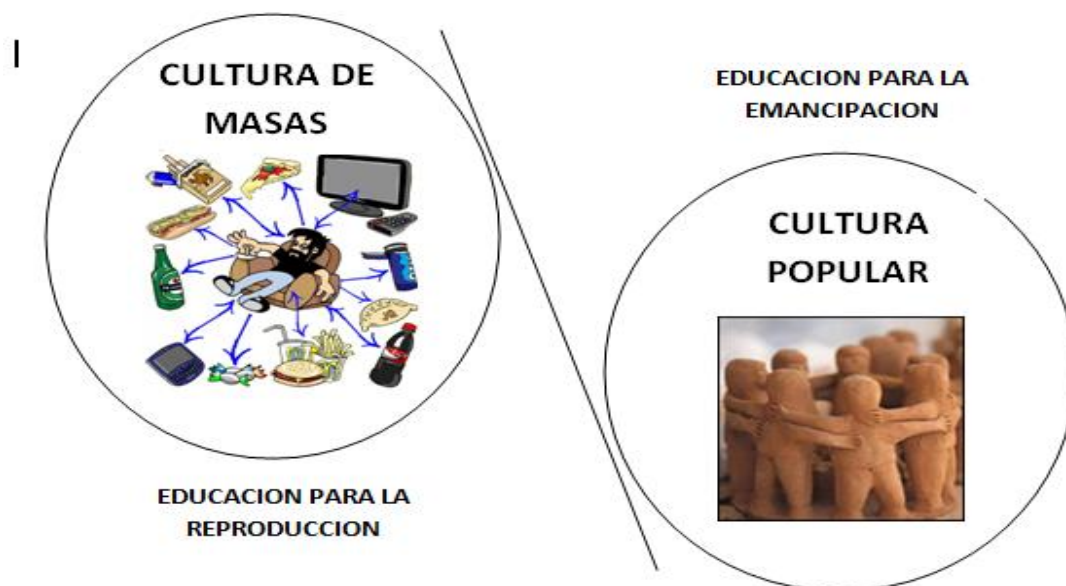 I
CULTURA DE
MASAS
EDUCACION PARA LA
REPRODUCCION
EDUCACION PARA LA
EMANCIPACION
CULTURA
POPULAR